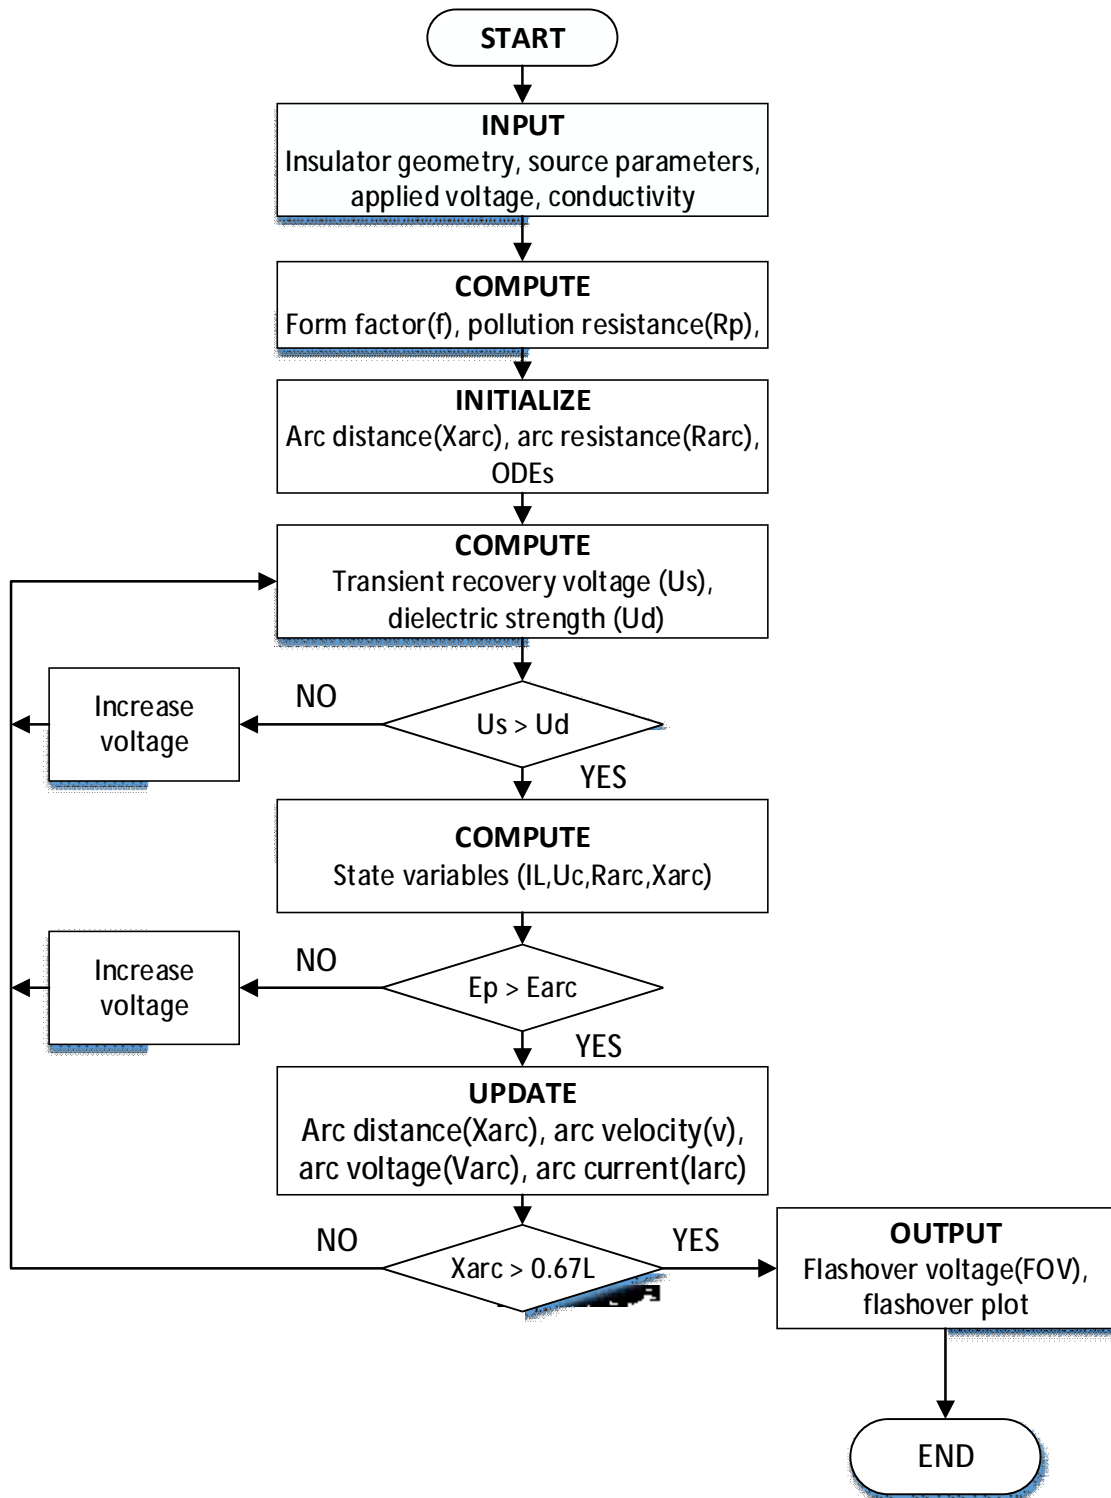 START
INPUT
Insulator geometry, source parameters,
applied voltage, conductivity
COMPUTE
Form factor(f), pollution resistance(Rp),
INITIALIZE
Arc distance(Xarc), arc resistance(Rarc),
ODEs
COMPUTE
Transient recovery voltage (Us),
dielectric strength (Ud)
Increase
voltage
NO
Us > Ud
YES
COMPUTE
State variables (IL,Uc,Rarc,Xarc)
Increase
voltage
NO
Ep > Earc
YES
UPDATE
Arc distance(Xarc), arc velocity(v),
arc voltage(Varc), arc current(Iarc)
NO
Xarc > 0.67L
YES
OUTPUT
Flashover voltage(FOV),
flashover plot
END